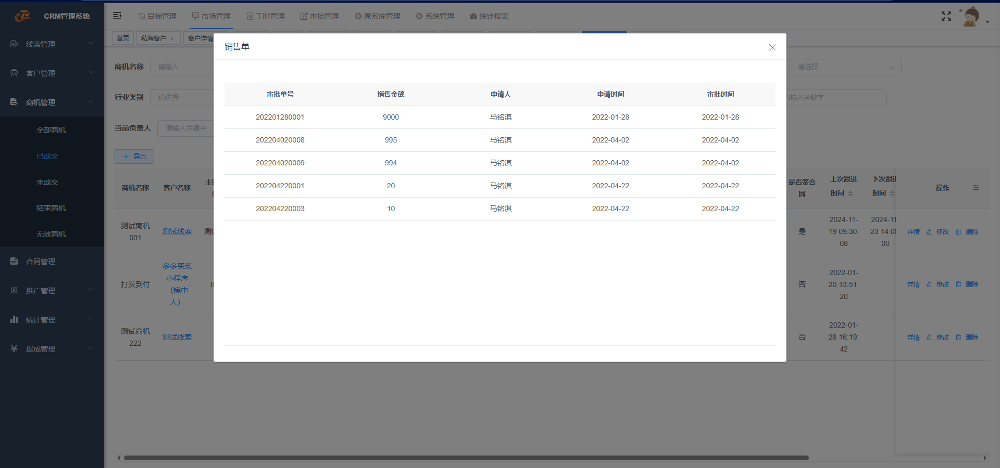 CRM管理系统
目标管理
市场管理
工时管理
审批管理
原系统管理
系统管理
统计报表
首页
私海客户 ×
客户详情
线索管理
客户管理
商机管理
全部商机
已成交
未成交
结束商机
无效商机
合同管理
推广管理
统计管理
提成管理
商机名称 请输入
请选择
行业类别 请选择
请输入关键字
当前负责人 请输入关键字
+ 导出
销售单
审批单号 销售金额 申请人 申请时间 审批时间
202201280001 9000 马铭淇 2022-01-28 2022-01-28
202204020008 995 马铭淇 2022-04-02 2022-04-02
202204020009 994 马铭淇 2022-04-02 2022-04-02
202204220001 20 马铭淇 2022-04-22 2022-04-22
202204220003 10 马铭淇 2022-04-22 2022-04-22
商机名称 客户名称
是否签合
同
上次跟进
时间
下次跟进
时间
操作
测试商机
001
测试线索
是
2024-11-
19 09:30:
08
2024-11
23 14:00
00
详情 修改 删除
打发到付
多多买菜
小程序
（镜中
人）
否
2022-01-
20 13:51:
20
详情 修改 删除
测试商机
222
测试线索
否
2022-01-
28 16:19:
42
详情 修改 删除